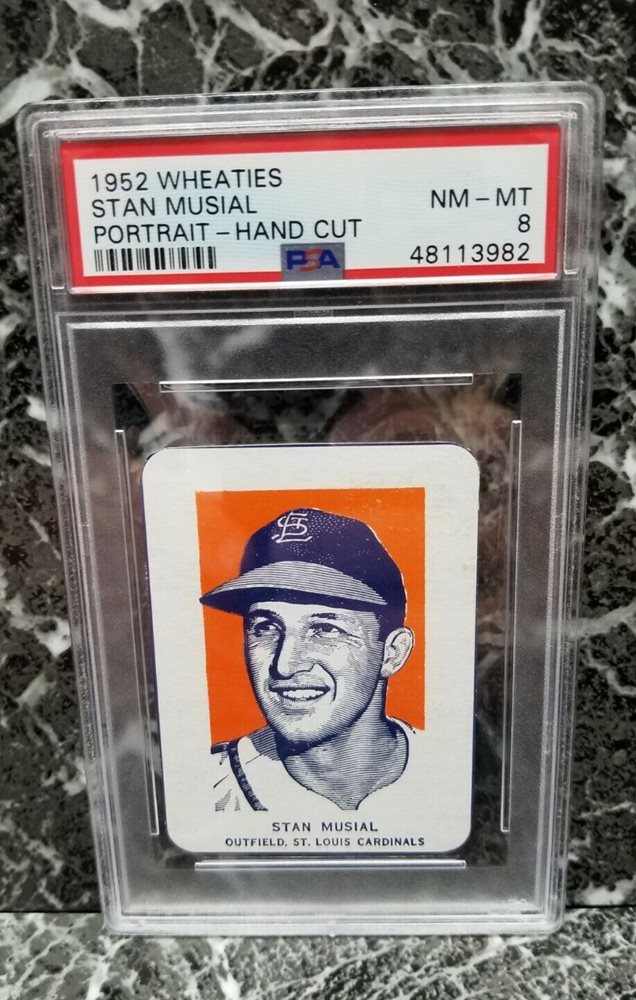 1952 WHEATIES
STAN MUSIAL NM - MT
PORTRAIT - HAND CUT 8
PSA 48113982
STL
STAN MUSIAL
OUTFIELD, ST. LOUIS CARDINALS